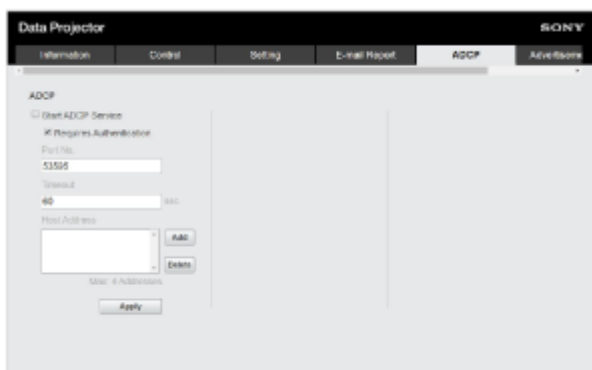 Data Projector
SONY
Information Control Setting E-mail Report ADCP Advertiseme
ADCP
Start ADCP Service
Requires Authentication
Port No.
53595
Timeout
60 sec.
Host Address
Add
Delete
Max: 4 Addresses
Apply